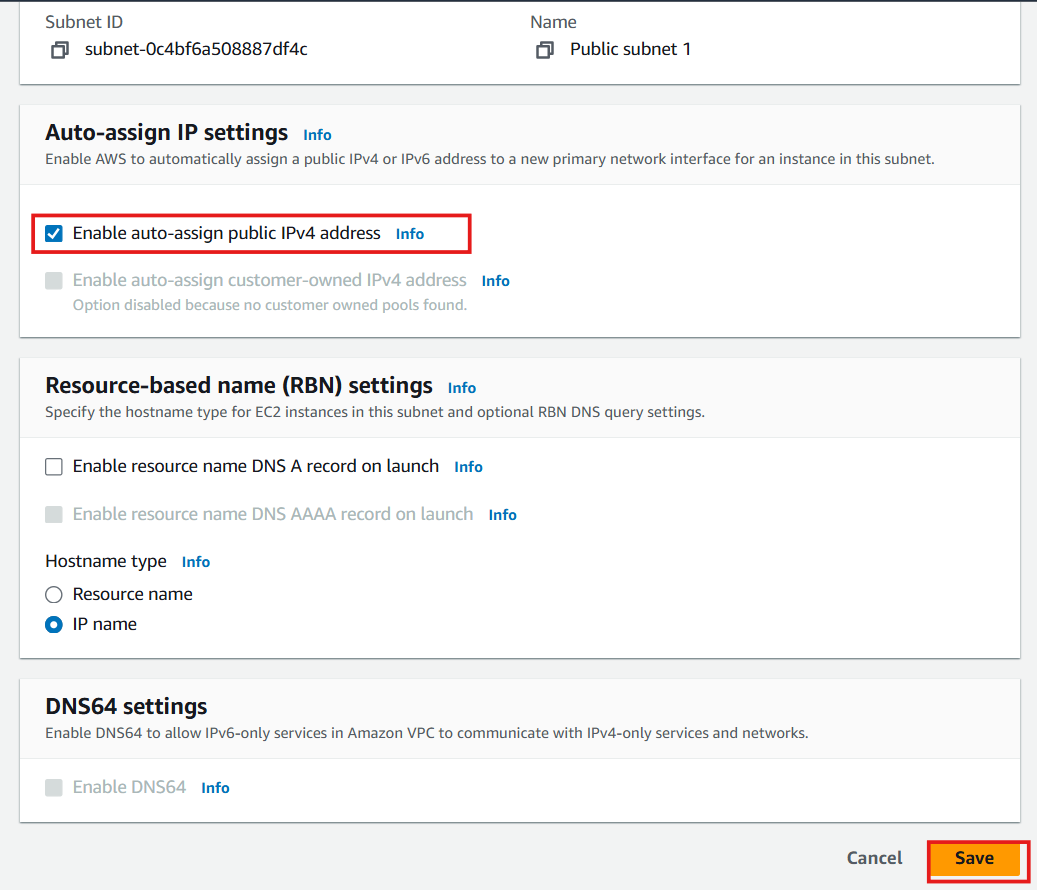 Subnet ID
subnet-0c4bf6a508887df4c
Name
Public subnet 1
Auto-assign IP settings Info
Enable AWS to automatically assign a public IPv4 or IPv6 address to a new primary network interface for an instance in this subnet.
Enable auto-assign public IPv4 address Info
Enable auto-assign customer-owned IPv4 address Info
Option disabled because no customer owned pools found.
Resource-based name (RBN) settings Info
Specify the hostname type for EC2 instances in this subnet and optional RBN DNS query settings.
Enable resource name DNS A record on launch Info
Enable resource name DNS AAAA record on launch Info
Hostname type Info
Resource name
IP name
DNS64 settings
Enable DNS64 to allow IPv6-only services in Amazon VPC to communicate with IPv4-only services and networks.
Enable DNS64 Info
Cancel Save